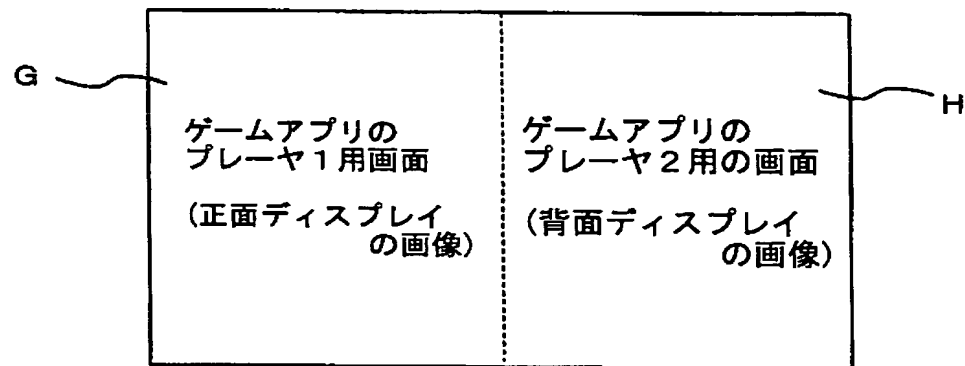 G
ゲームアプリの
プレーヤ1用画面
(正面ディスプレイ
の画像)
ゲームアプリの
プレーヤ2用の画面
(背面ディスプレイ
の画像)
H